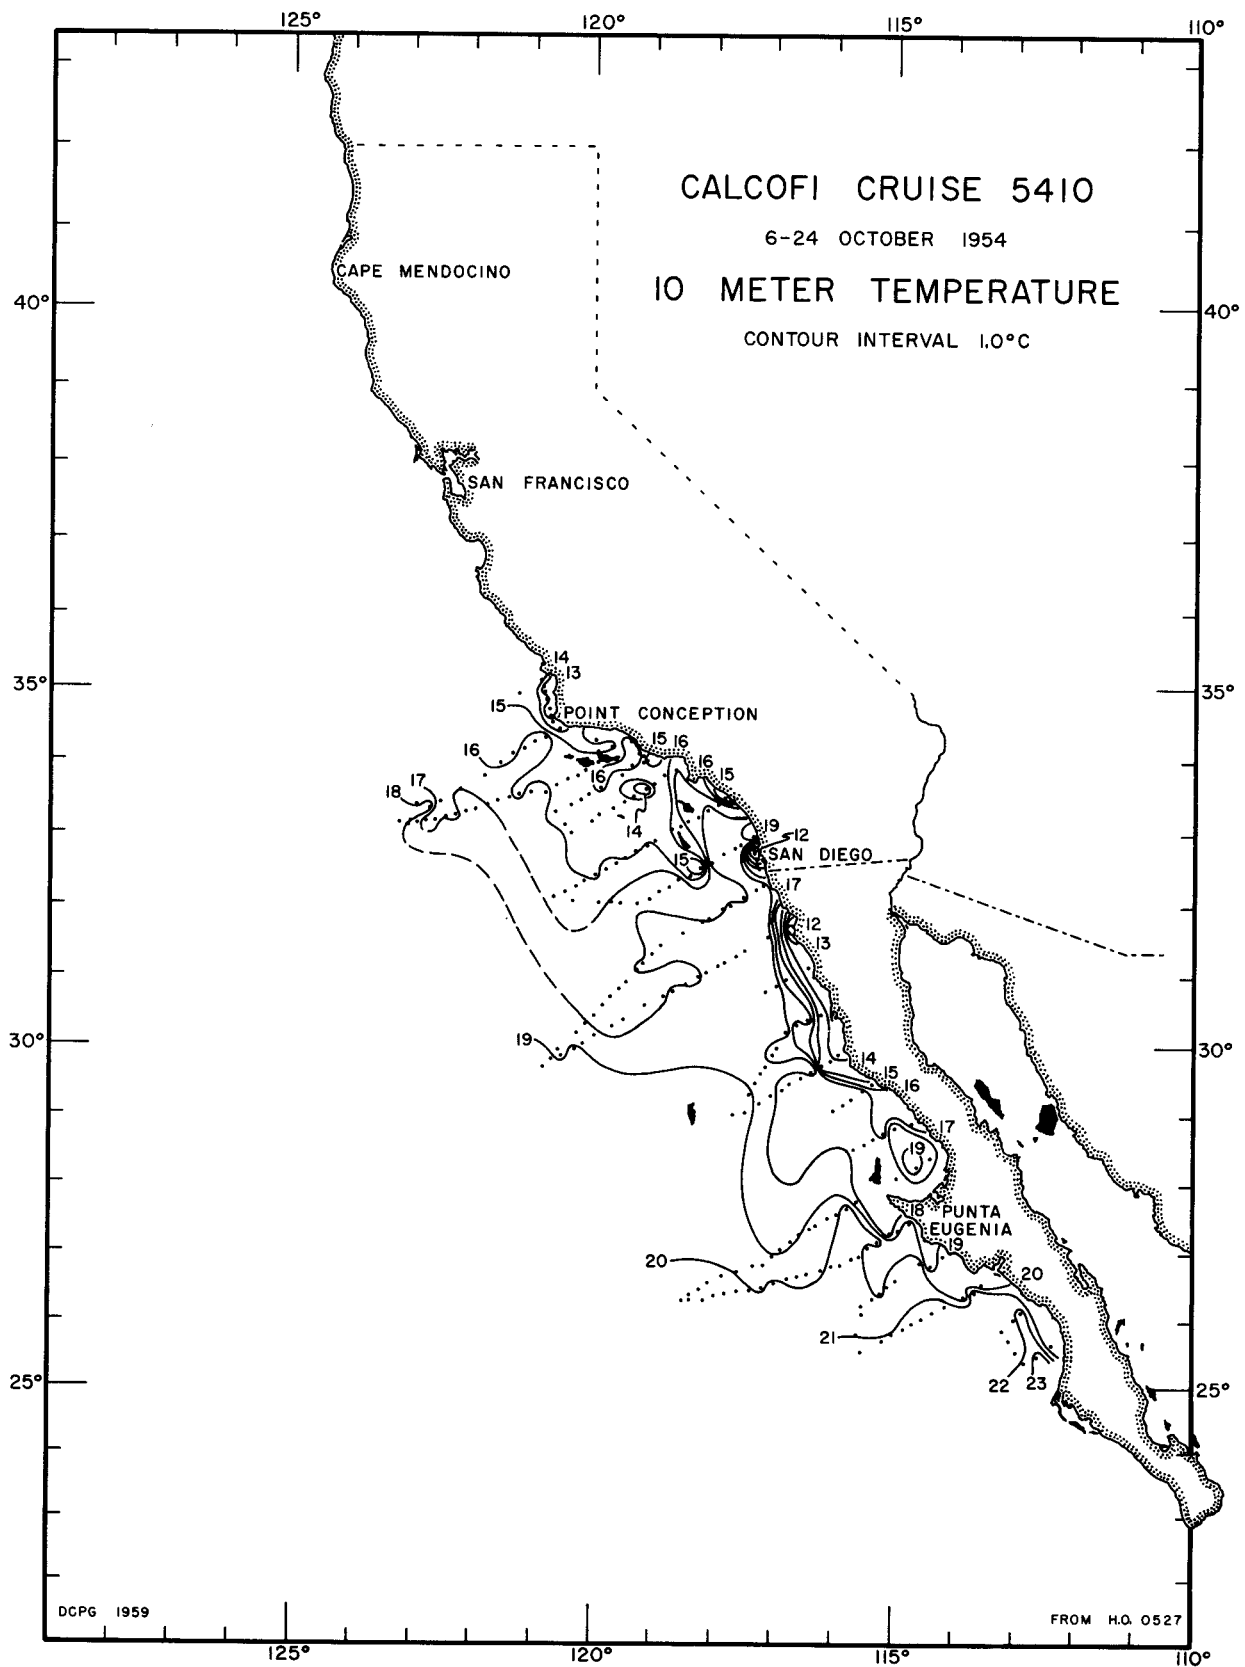 125° 120° 115° 110°
CALCOFI CRUISE 5410
6-24 OCTOBER 1954
10 METER TEMPERATURE
CONTOUR INTERVAL 1.0°C
CAPE MENDOCINO
40° 40°
SAN FRANCISCO
14
13
35° 35°
15
POINT CONCEPTION
16
15 16
16
15
17
18
16
14
19
12
15
SAN DIEGO
17
12
13
19
30° 30°
14
15
16
17
19
18 PUNTA
EUGENIA
19
20
20
21
22 23
25° 25°
DCPG 1959
FROM H.O. 0527
125° 120° 115° 110°